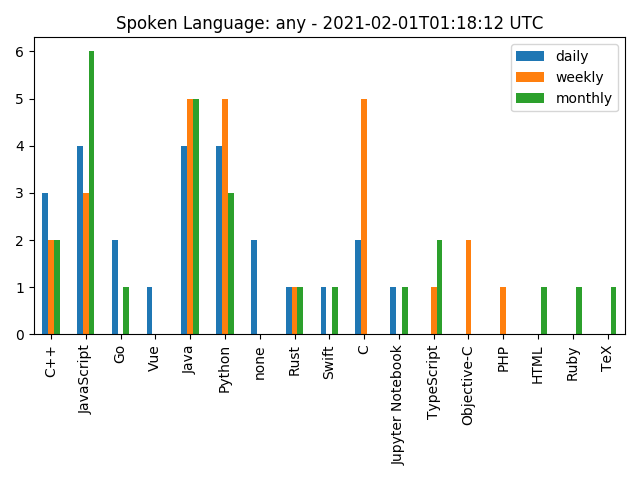 Spoken Language: any - 2021-02-01T01:18:12 UTC
daily
weekly
monthly
6
5
4
3
2
1
0
C++
JavaScript
Go
Vue
Java
Python
none
Rust
Swift
C
Jupyter Notebook
TypeScript
Objective-C
PHP
HTML
Ruby
TeX